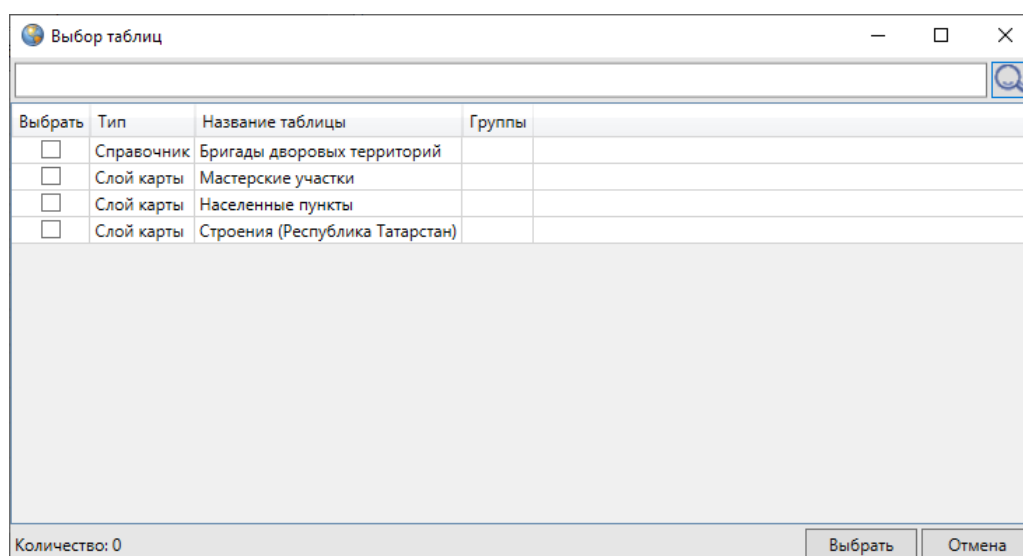 Выбор таблиц
Выбрать Тип Название таблицы Группы
Справочник Бригады дворовых территорий
Слой карты Мастерские участки
Слой карты Населенные пункты
Слой карты Строения (Республика Татарстан)
Количество: 0 Выбрать Отмена